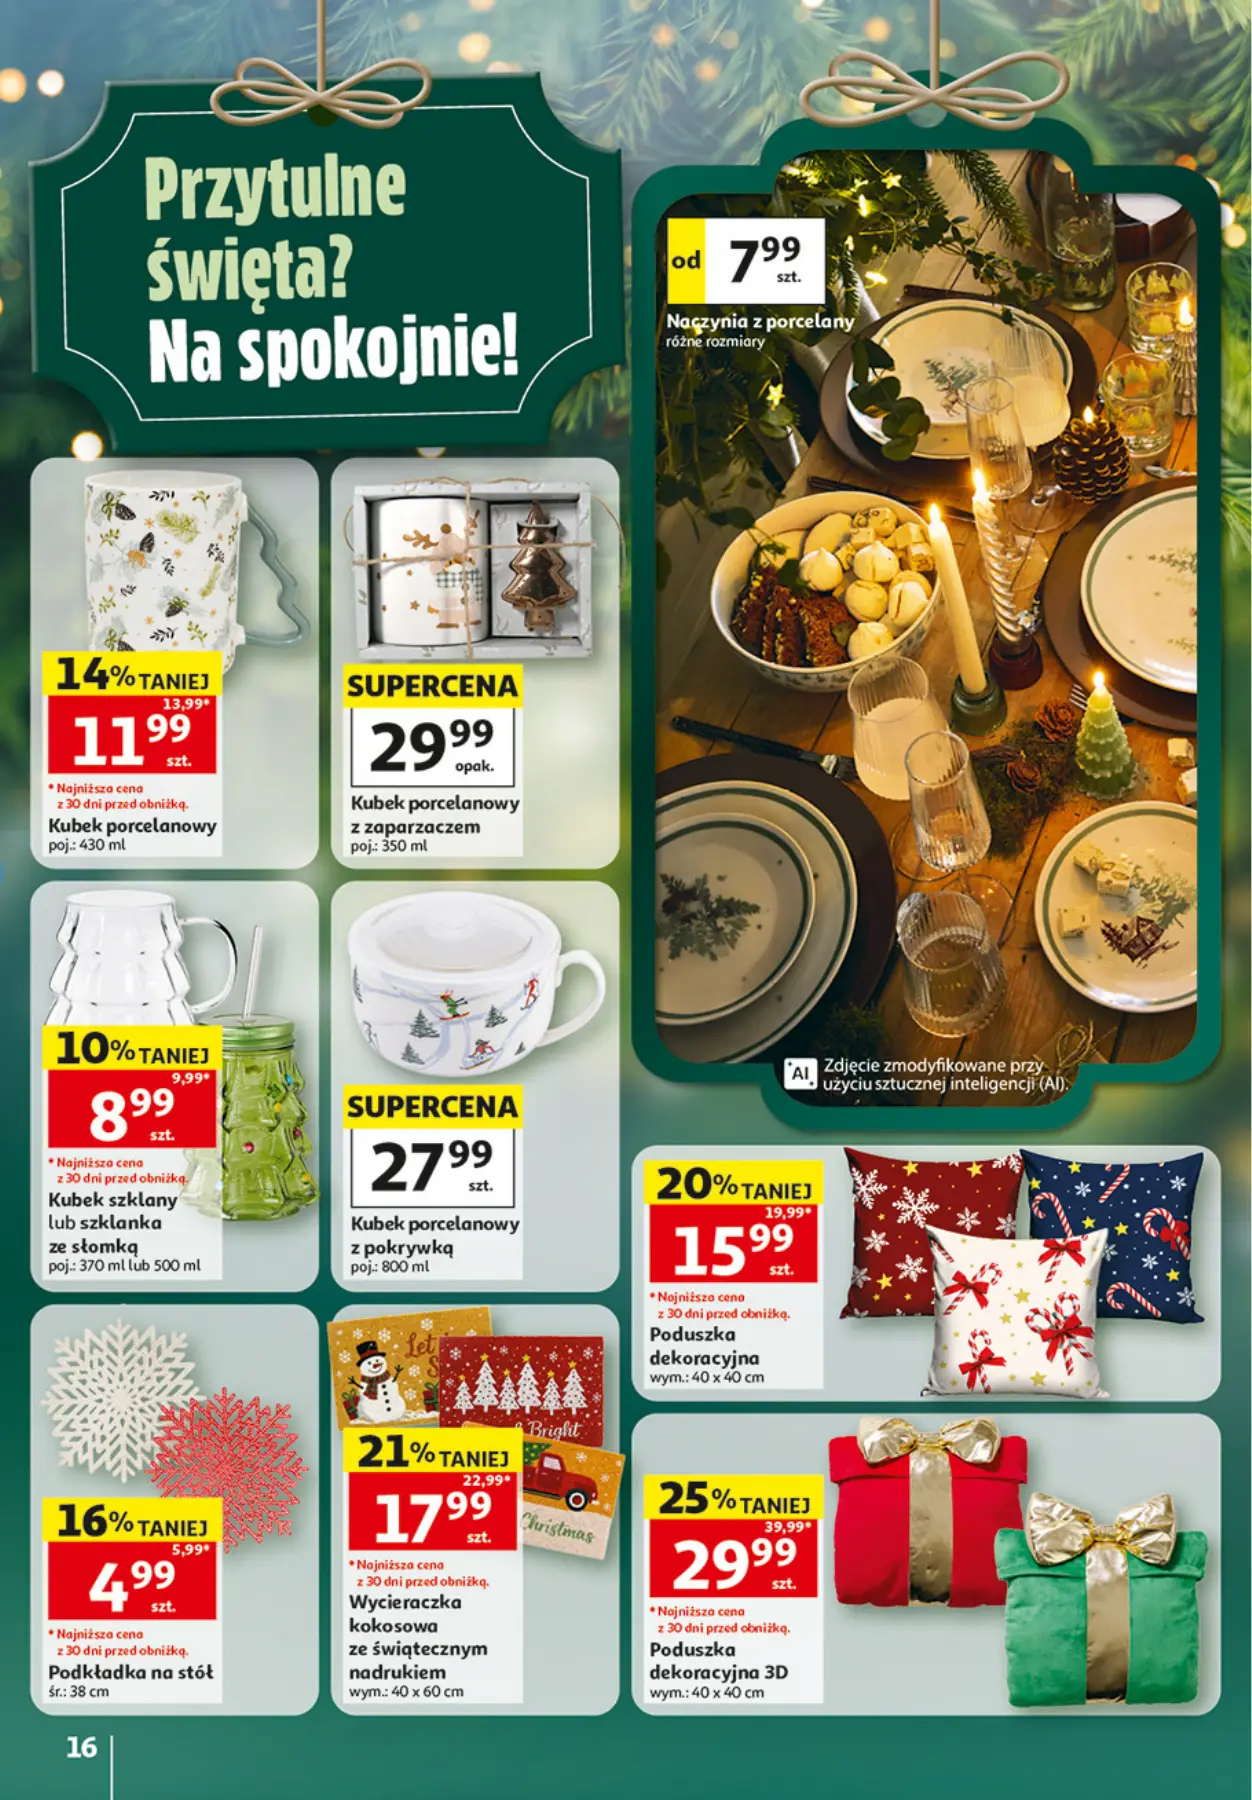 Przytulne
święta?
Na spokojnie!
od 7 99
szt.
Naczynia z porcelany
różne rozmiary
14% TANIEJ
13,99*
11 99
szt.
* Najniższa cena
z 30 dni przed obniżką.
Kubek porcelanowy
poj.: 430 ml
SUPERCENA
29 99
opak.
Kubek porcelanowy
z zaparzaczem
poj.: 350 ml
10% TANIEJ
9,99*
8 99
szt.
* Najniższa cena
z 30 dni przed obniżką.
Kubek szklany
lub szklanka
ze słomką
poj.: 370 ml lub 500 ml
SUPERCENA
27 99
szt.
Kubek porcelanowy
z pokrywką
poj.: 800 ml
AI
Zdjęcie zmodyfikowane przy
użyciu sztucznej inteligencji (AI).
20% TANIEJ
19,99*
15 99
szt.
* Najniższa cena
z 30 dni przed obniżką.
Poduszka
dekoracyjna
wym.: 40 x 40 cm
16% TANIEJ
5,99*
4 99
szt.
* Najniższa cena
z 30 dni przed obniżką.
Podkładka na stół
śr.: 38 cm
Let
Bright
Christmas
21% TANIEJ
22,99*
17 99
szt.
* Najniższa cena
z 30 dni przed obniżką.
Wycieraczka
kokosowa
ze świątecznym
nadrukiem
wym.: 40 x 60 cm
25% TANIEJ
39,99*
29 99
szt.
* Najniższa cena
z 30 dni przed obniżką.
Poduszka
dekoracyjna 3D
wym.: 40 x 40 cm
16